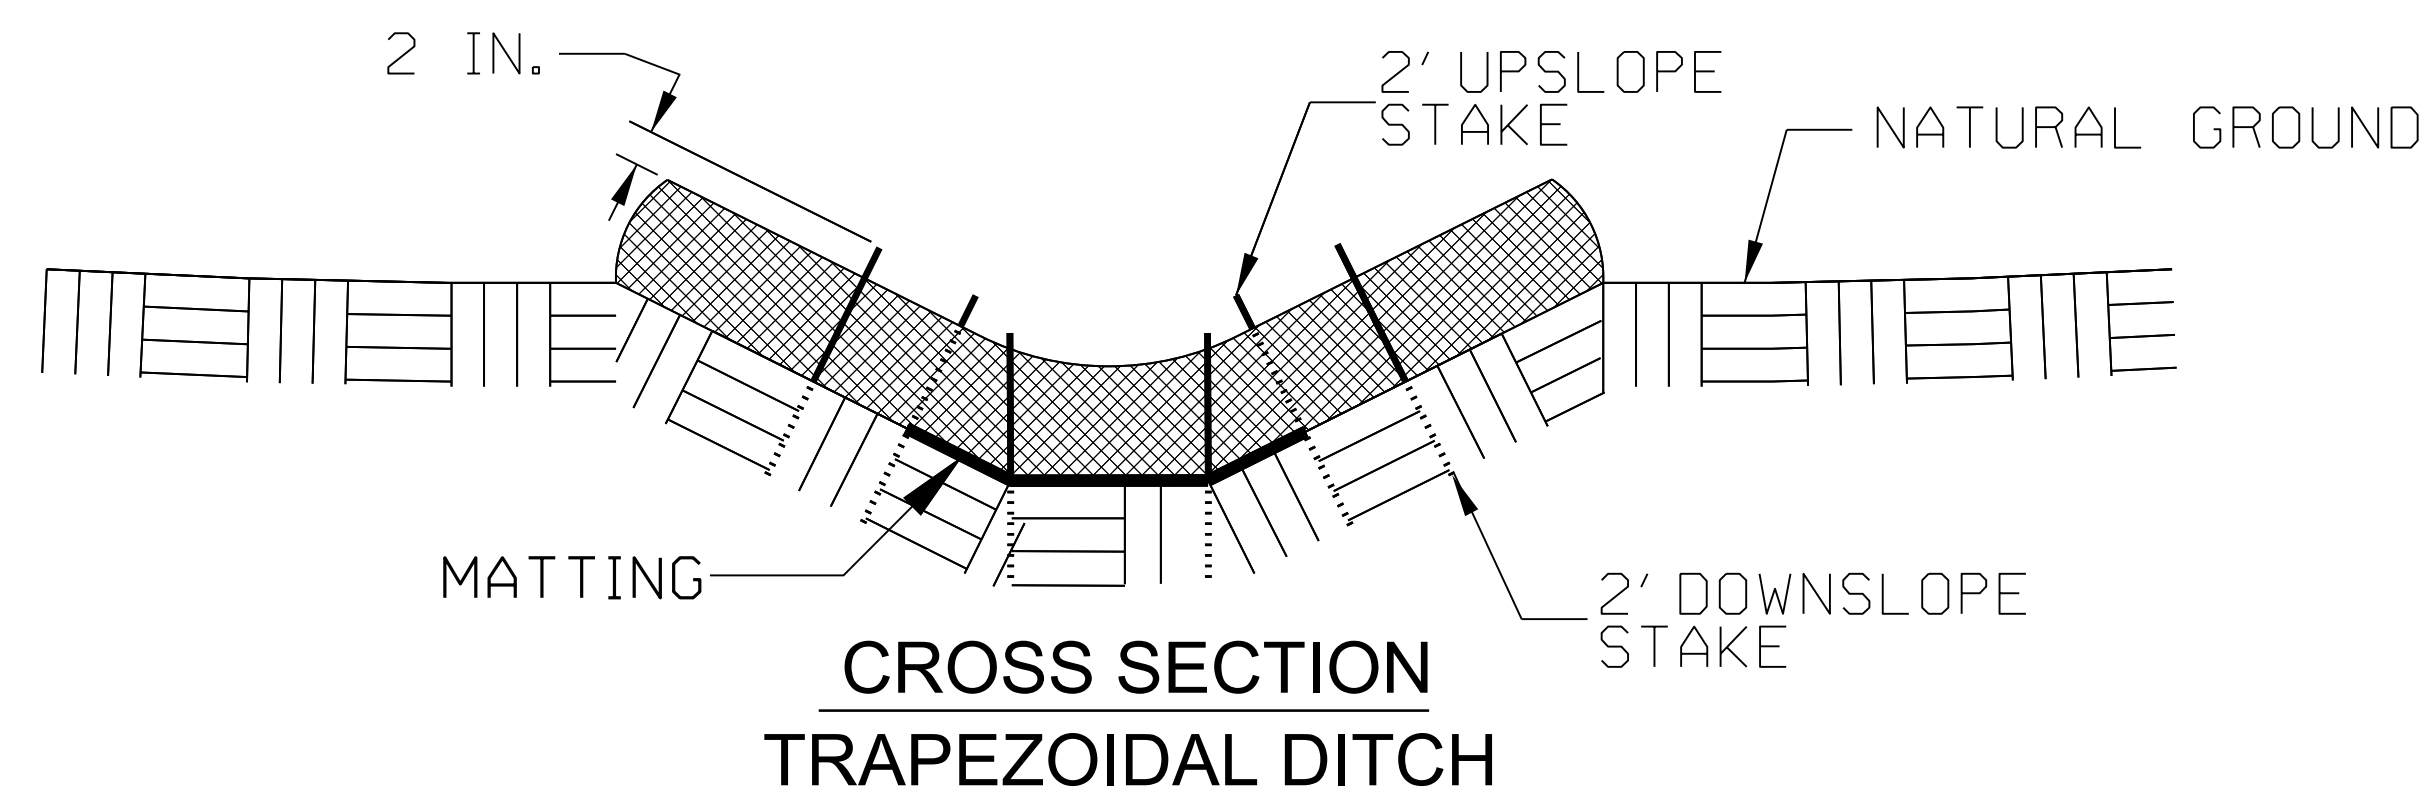 2 IN.
2' UPSLOPE
STAKE
NATURAL GROUND
MATTING
2' DOWNSLOPE
STAKE
CROSS SECTION
TRAPEZOIDAL DITCH